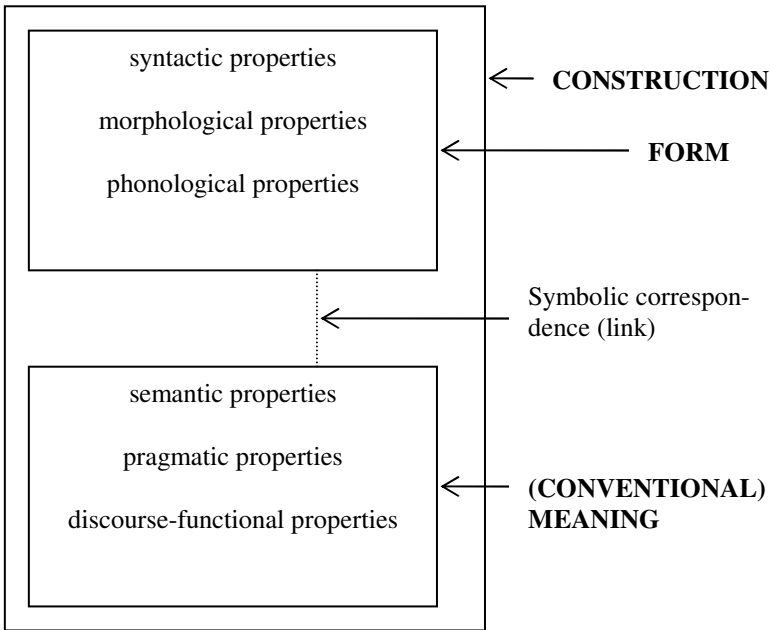 syntactic properties
morphological properties
phonological properties
CONSTRUCTION
FORM
Symbolic correspon-
dence (link)
semantic properties
pragmatic properties
discourse-functional properties
(CONVENTIONAL)
MEANING